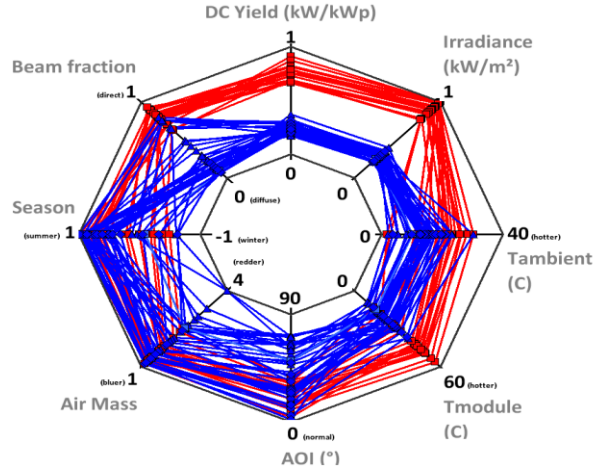 DC Yield (kW/kWp)
1
Irradiance
(kW/m²)
1
Beam fraction
(direct) 1
0
0
0 (diffuse)
Season
(summer) 1
-1 (winter)
0
40 (hotter)
Tambient
(C)
(redder)
4
0
90
(bluer) 1
Air Mass
60 (hotter)
Tmodule
(C)
0 (normal)
AOI (°)